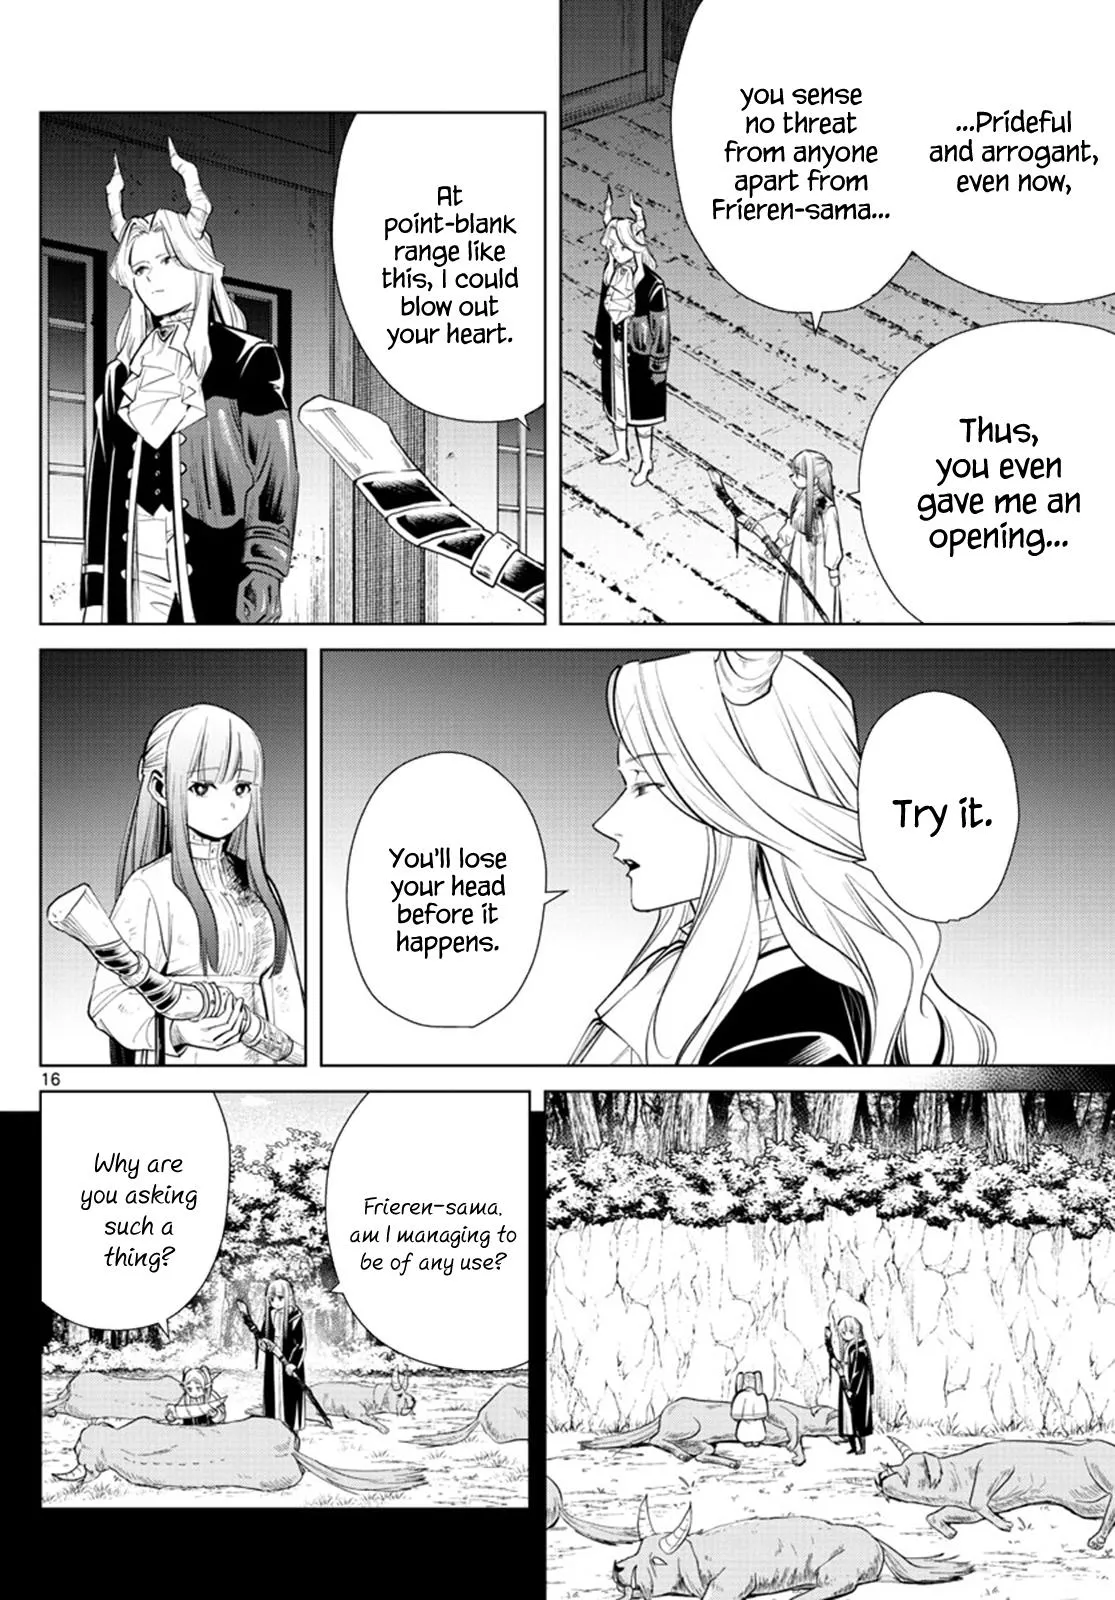 ...Prideful
and arrogant,
even now,
you sense
no threat
from anyone
apart from
Frieren-sama...
Thus,
you even
gave me an
opening...
At
point-blank
range like
this, I could
blow out
your heart.
Try it.
You'll lose
your head
before it
happens.
16
Frieren-sama.
am I managing to
be of any use?
Why are
you asking
such a
thing?